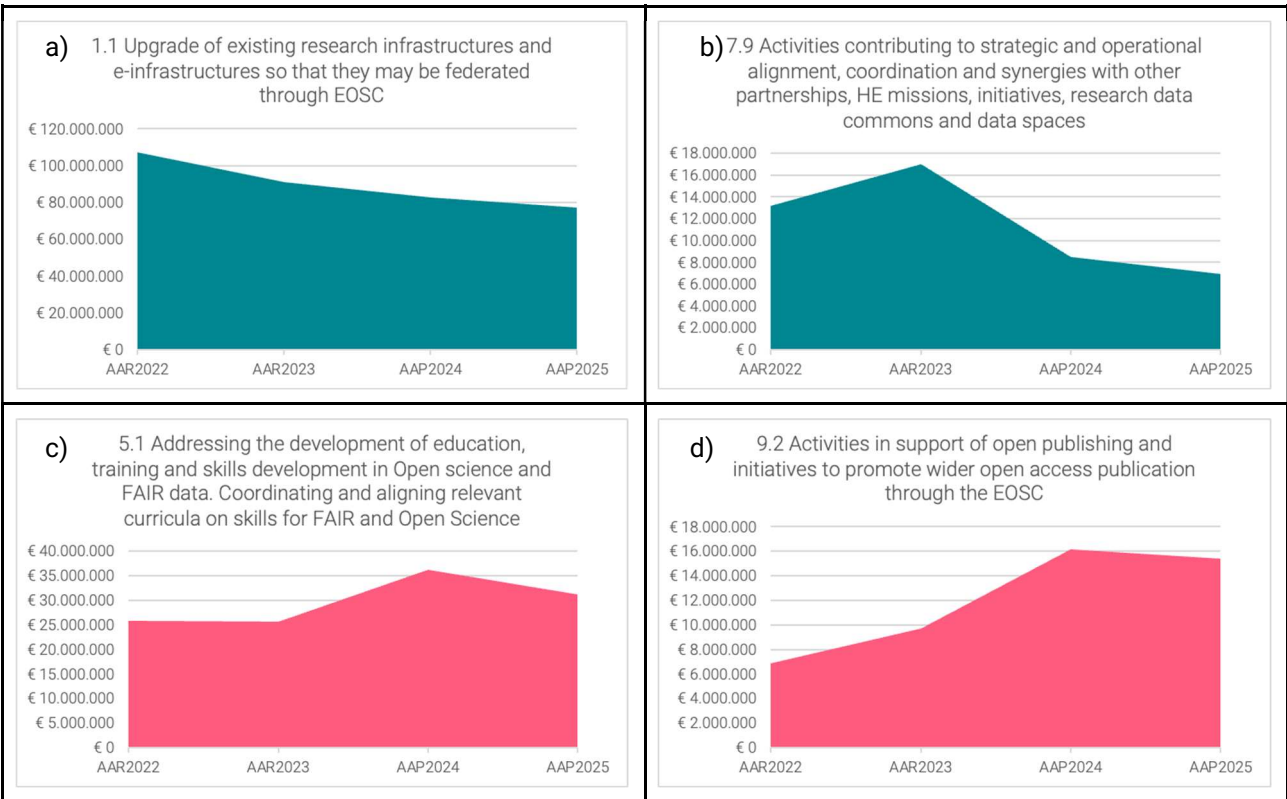 a)
1.1 Upgrade of existing research infrastructures and
e-infrastructures so that they may be federated
through EOSC
€ 120.000.000
€ 100.000.000
€ 80.000.000
€ 60.000.000
€ 40.000.000
€ 20.000.000
€ 0
AAR2022 AAR2023 AAP2024 AAP2025
b)
7.9 Activities contributing to strategic and operational
alignment, coordination and synergies with other
partnerships, HE missions, initiatives, research data
commons and data spaces
€ 18.000.000
€ 16.000.000
€ 14.000.000
€ 12.000.000
€ 10.000.000
€ 8.000.000
€ 6.000.000
€ 4.000.000
€ 2.000.000
€ 0
AAR2022 AAR2023 AAP2024 AAP2025
c)
5.1 Addressing the development of education,
training and skills development in Open science and
FAIR data. Coordinating and aligning relevant
curricula on skills for FAIR and Open Science
€ 40.000.000
€ 35.000.000
€ 30.000.000
€ 25.000.000
€ 20.000.000
€ 15.000.000
€ 10.000.000
€ 5.000.000
€ 0
AAR2022 AAR2023 AAP2024 AAP2025
d)
9.2 Activities in support of open publishing and
initiatives to promote wider open access publication
through the EOSC
€ 18.000.000
€ 16.000.000
€ 14.000.000
€ 12.000.000
€ 10.000.000
€ 8.000.000
€ 6.000.000
€ 4.000.000
€ 2.000.000
€ 0
AAR2022 AAR2023 AAP2024 AAP2025